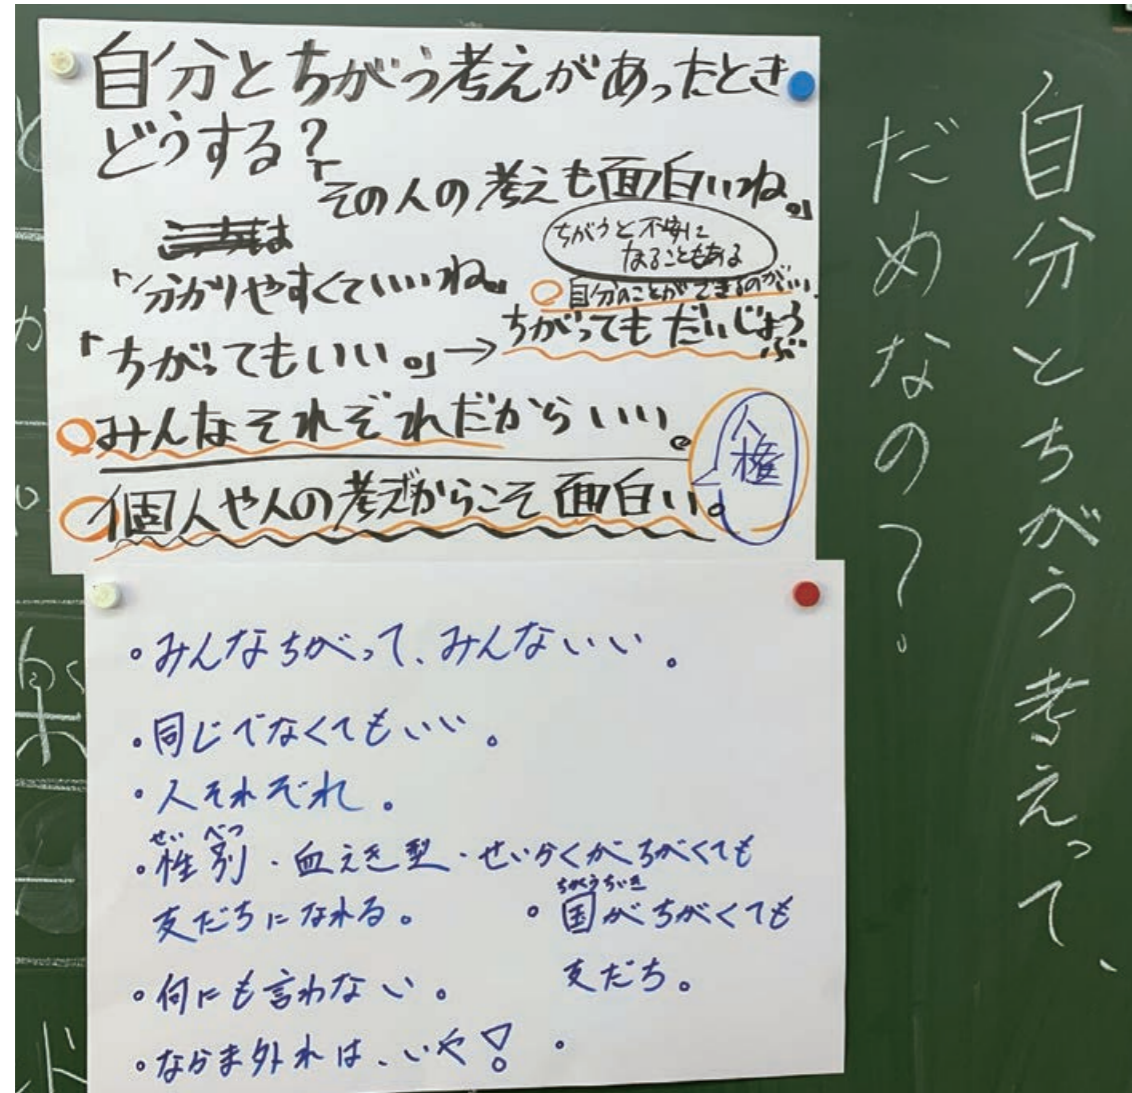 自分とちがう考えって、
だめなの?
自分とちがう考えがあったとき
どうする?
「その人の考えも面白いね。」
ちがうと不安に
なることもある
「分かりやすくていいね。」
自分のことができるのがいい
「ちがってもいい。」→ちがってもだいじょうぶ
みんなそれぞれだからいい。
個人や人の考えだからこそ面白い。
人権
・みんなちがって、みんないい。
・同じでなくてもいい。
・人それぞれ。
せいべつ
・性別・血えき型・せいかくがちがくても
友だちになれる。
ちがうちいき
・国がちがくても
友だち。
・何にも言わない。
・なかま外れは、いや!
楽